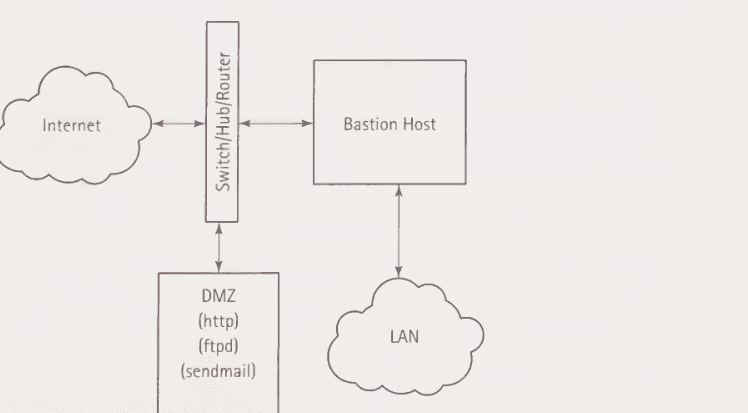 Internet
Switch/Hub/Router
Bastion Host
DMZ
(http)
(ftpd)
(sendmail)
LAN